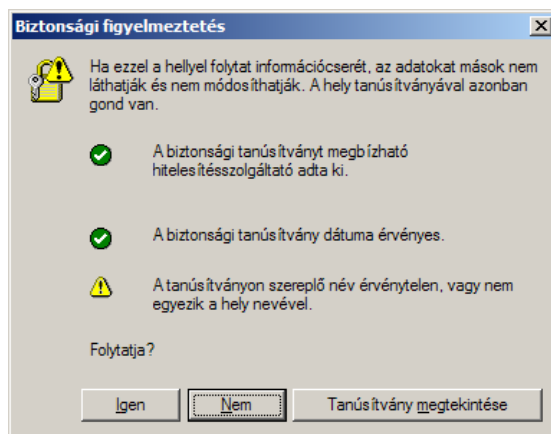 Biztonsági figyelmeztetés
Ha ezzel a hellyel folytat információcserét, az adatokat mások nem
láthatják és nem módosíthatják. A hely tanúsítványával azonban
gond van.
A biztonsági tanúsítványt megbízható
hitelesítésszolgáltató adta ki.
A biztonsági tanúsítvány dátuma érvényes.
A tanúsítványon szereplő név érvénytelen, vagy nem
egyezik a hely nevével.
Folytatja?
Igen Nem Tanúsítvány megtekintése